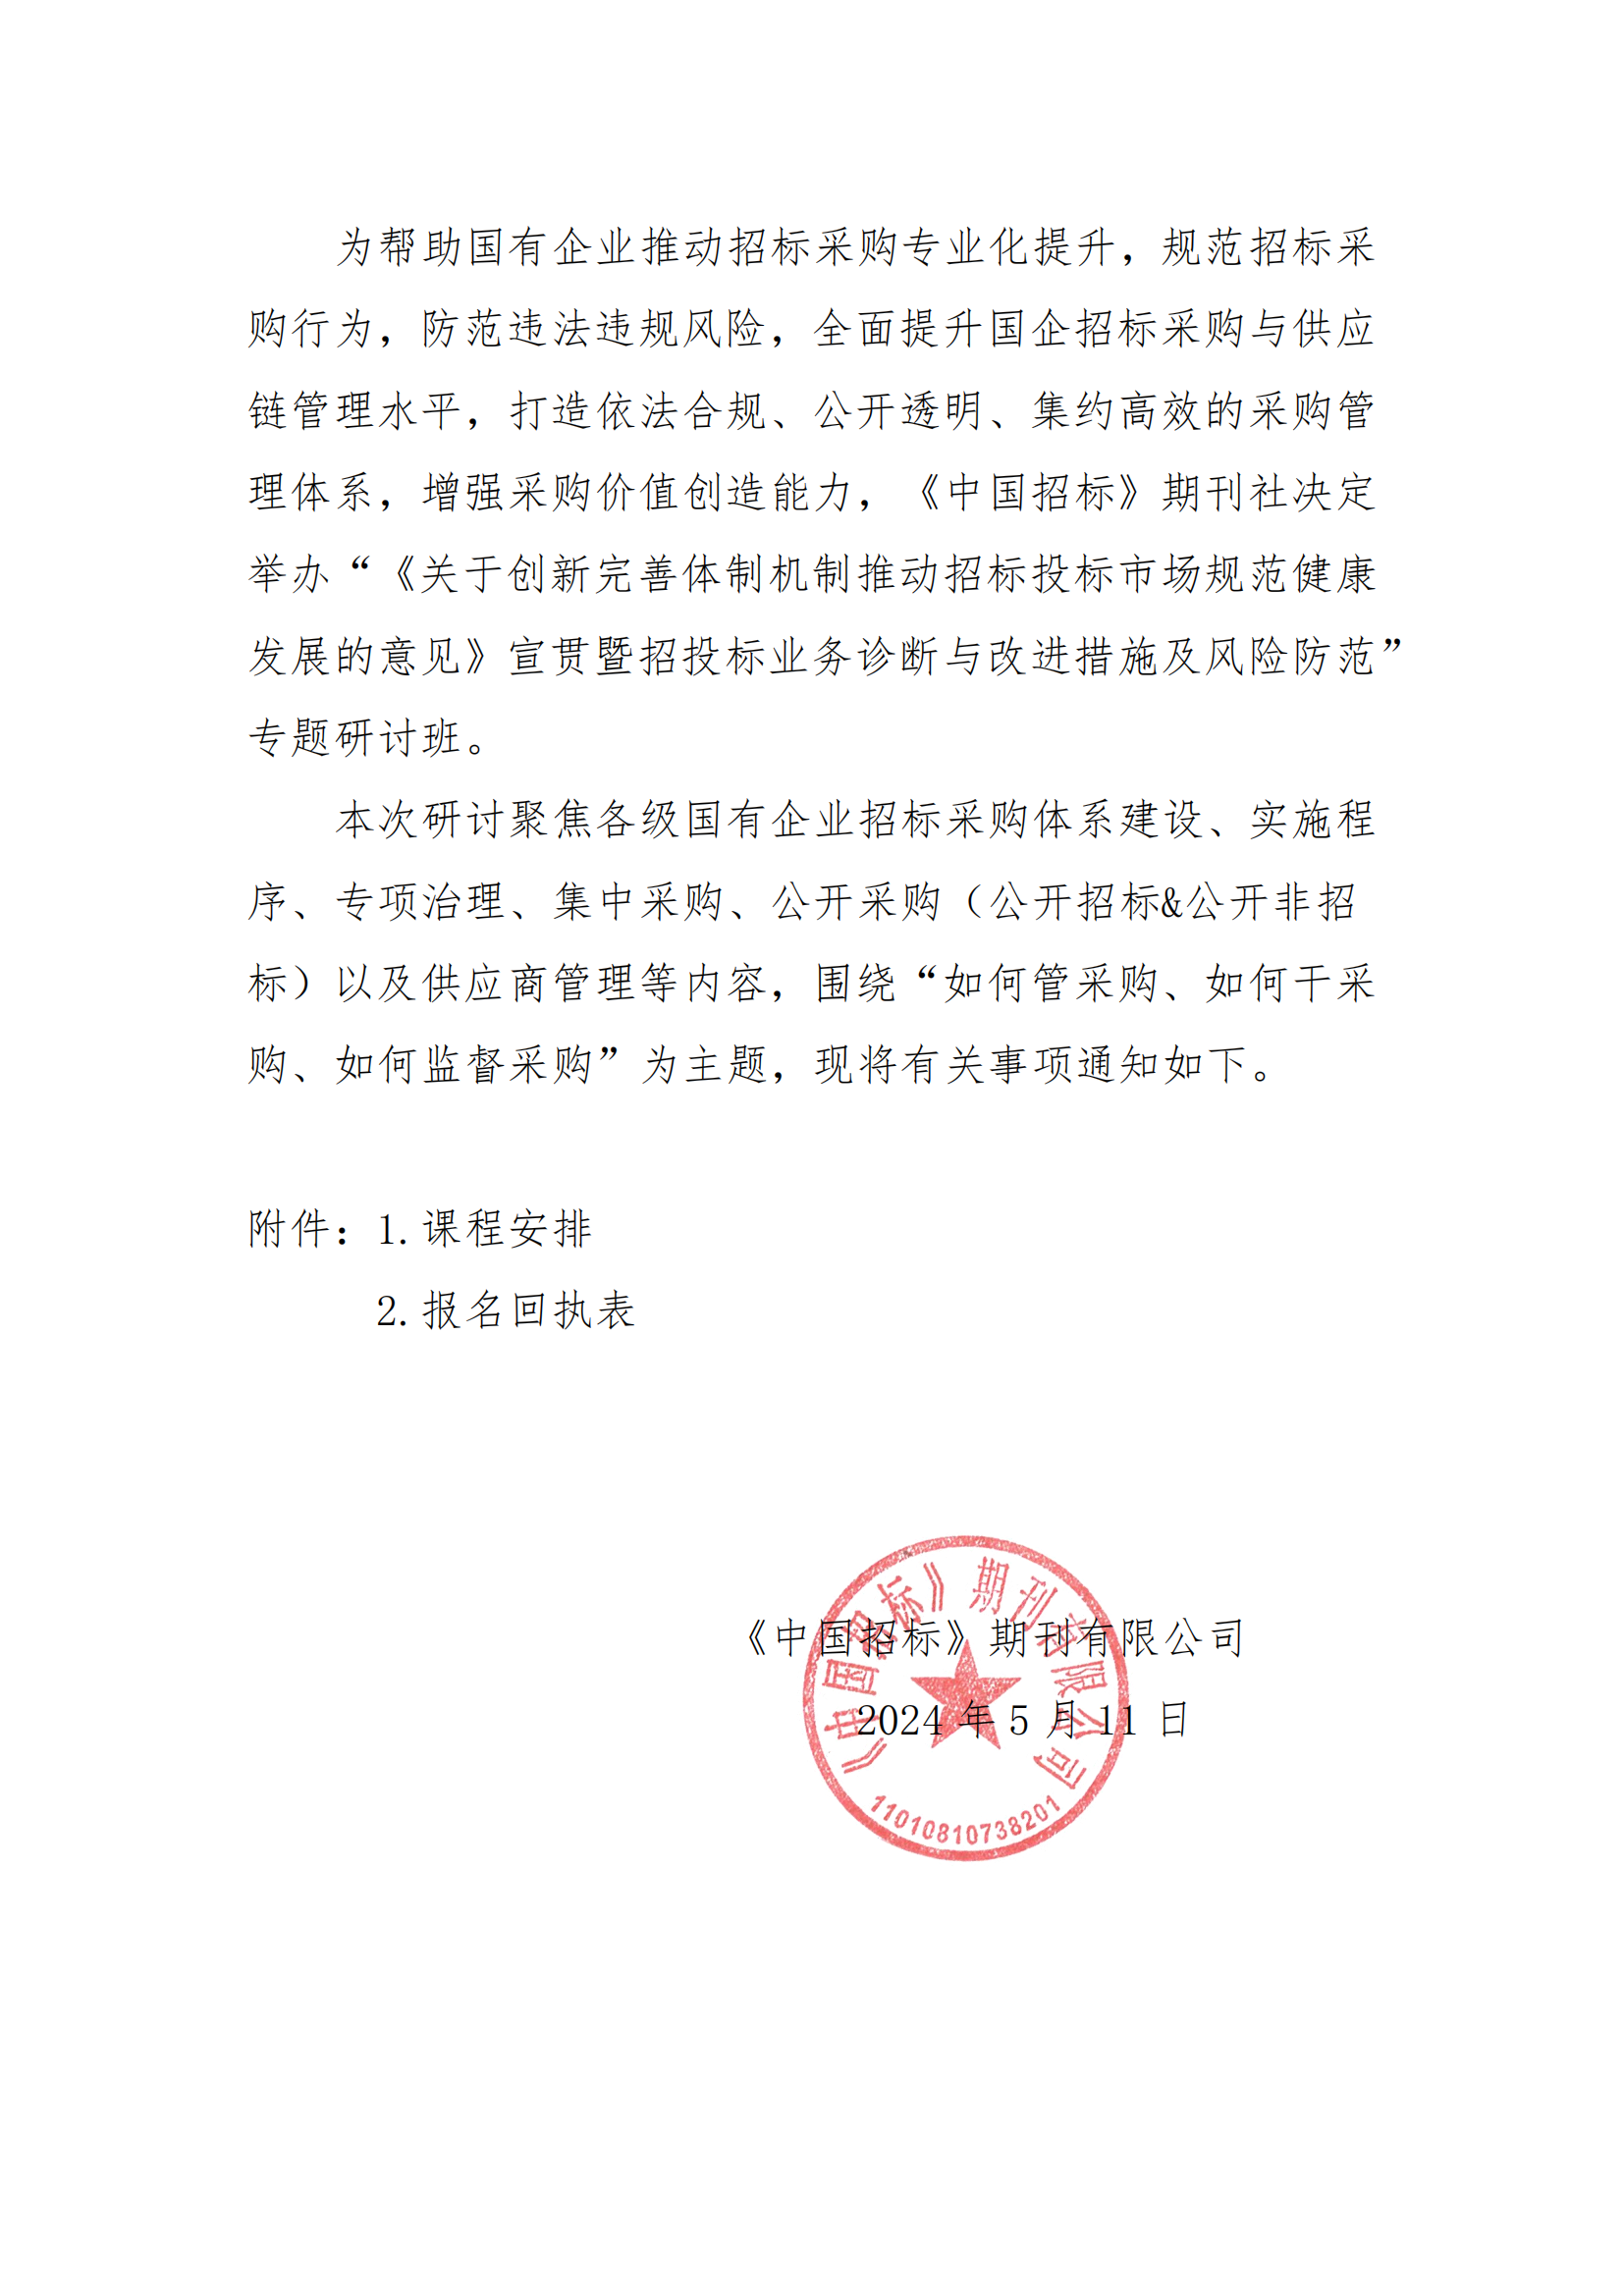 为帮助国有企业推动招标采购专业化提升，规范招标采
购行为，防范违法违规风险，全面提升国企招标采购与供应
链管理水平，打造依法合规、公开透明、集约高效的采购管
理体系，增强采购价值创造能力，《中国招标》期刊社决定
举办“《关于创新完善体制机制推动招标投标市场规范健康
发展的意见》宣贯暨招投标业务诊断与改进措施及风险防范”
专题研讨班。
本次研讨聚焦各级国有企业招标采购体系建设、实施程
序、专项治理、集中采购、公开采购（公开招标&公开非招
标）以及供应商管理等内容，围绕“如何管采购、如何干采
购、如何监督采购”为主题，现将有关事项通知如下。
附件：1.课程安排
2.报名回执表
《中国招标》期刊有限公司
2024 年 5 月 11 日
《中国招标》期刊有限公司
11010810738201